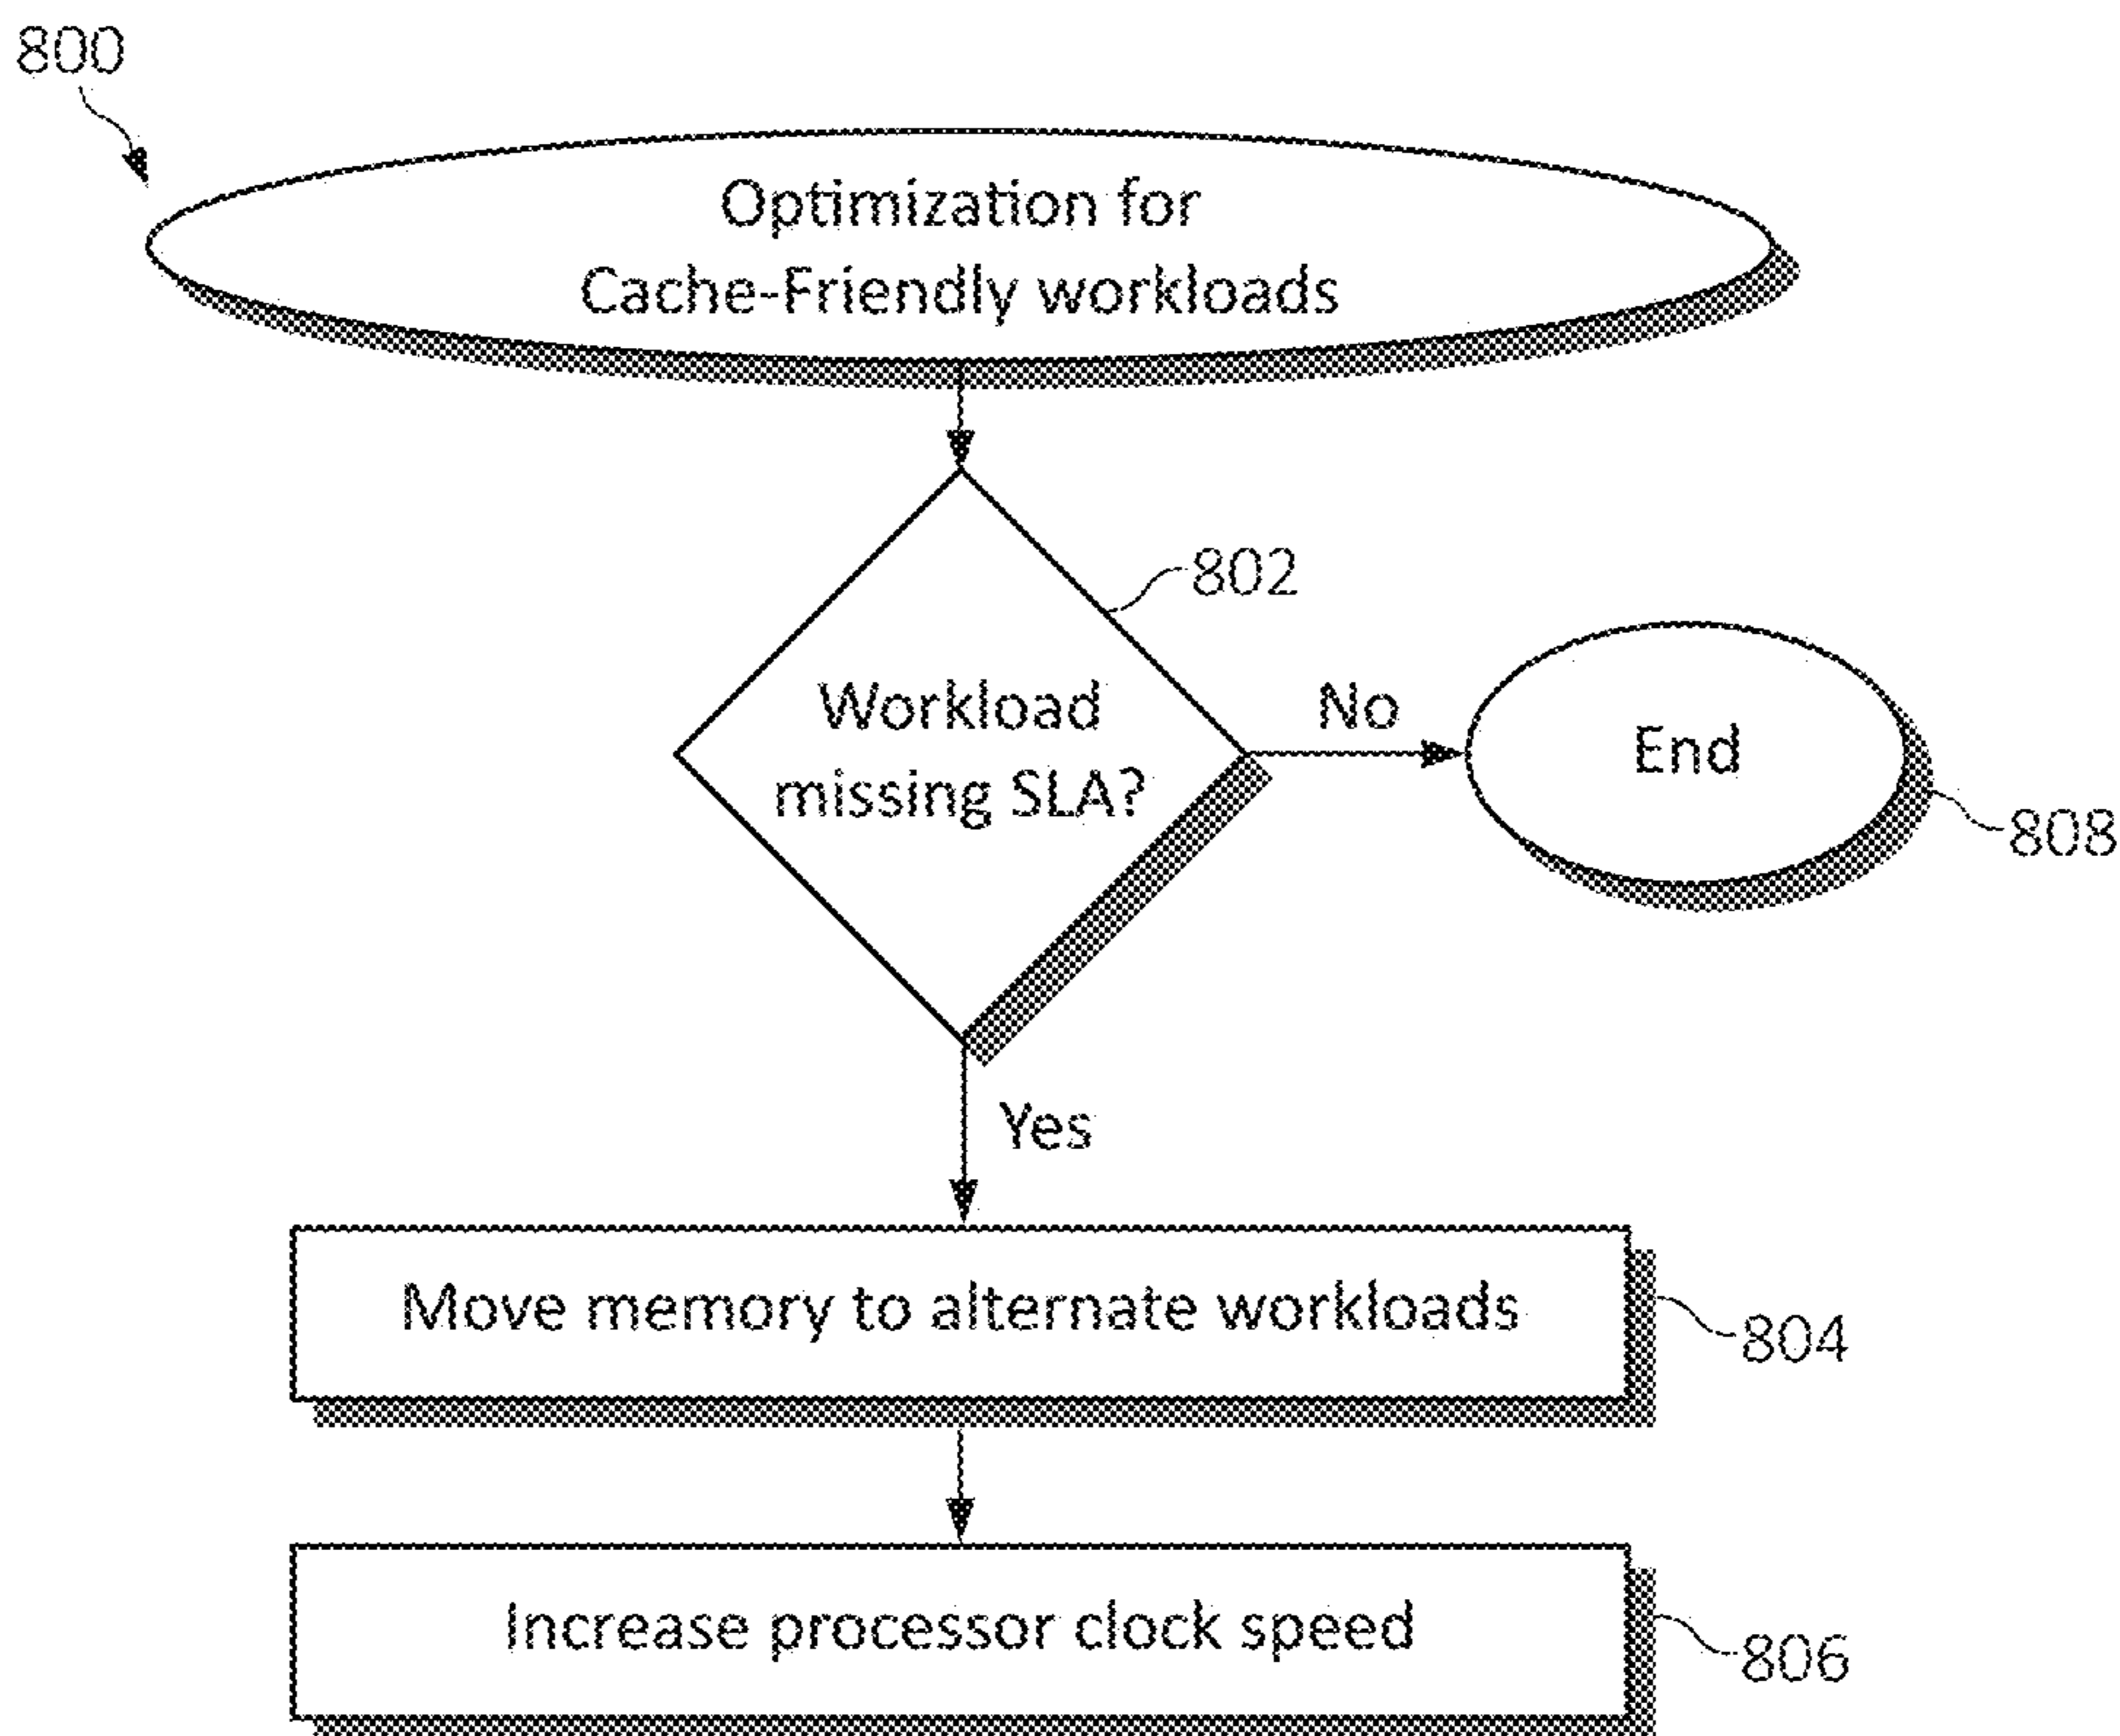 800
Optimization for
Cache-Friendly workloads
802
Workload
missing SLA?
No
End
808
Yes
Move memory to alternate workloads
804
Increase processor clock speed
806